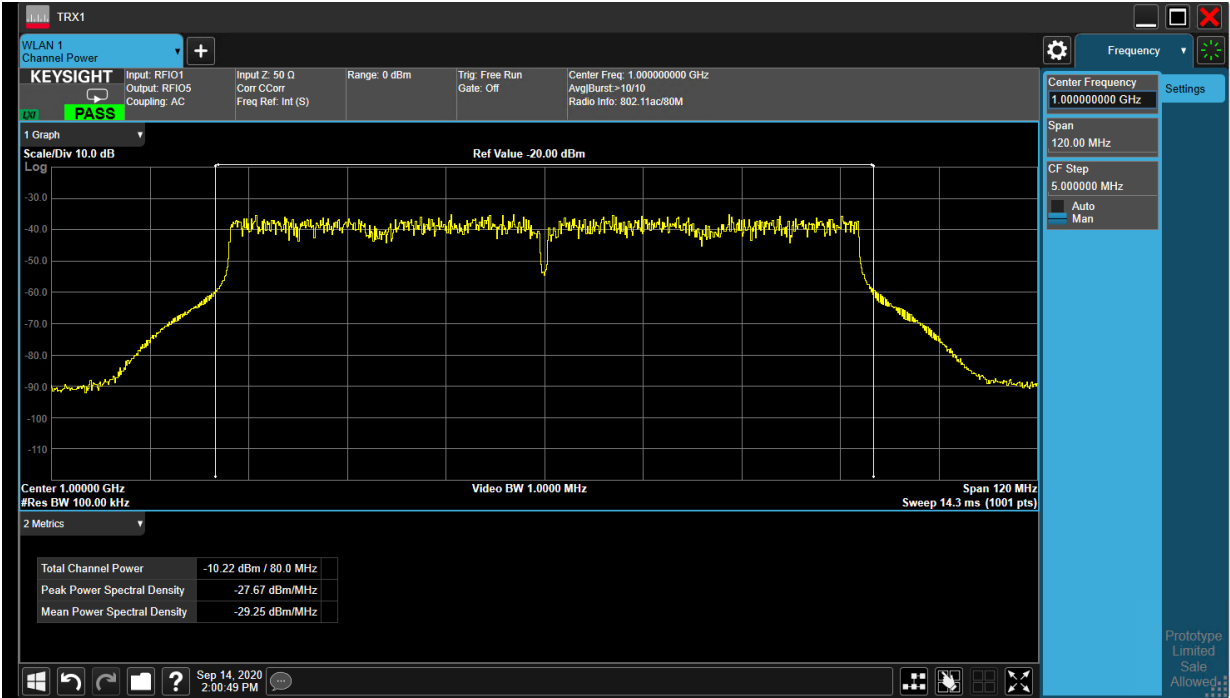 TRX1
WLAN 1
Channel Power
+
Frequency
KEYSIGHT
LXI
PASS
Input: RFIO1
Output: RFIO5
Coupling: AC
Input Z: 50 Ω
Corr CCorr
Freq Ref: Int (S)
Range: 0 dBm
Trig: Free Run
Gate: Off
Center Freq: 1.000000000 GHz
Avg|Burst:>10/10
Radio Info: 802.11ac/80M
Center Frequency
1.000000000 GHz
Settings
Span
120.00 MHz
CF Step
5.000000 MHz
Auto
Man
1 Graph
Scale/Div 10.0 dB
Ref Value -20.00 dBm
Log
-30.0
-40.0
-50.0
-60.0
-70.0
-80.0
-90.0
-100
-110
Center 1.00000 GHz
Video BW 1.0000 MHz
Span 120 MHz
#Res BW 100.00 kHz
Sweep 14.3 ms (1001 pts)
2 Metrics
Total Channel Power -10.22 dBm / 80.0 MHz
Peak Power Spectral Density -27.67 dBm/MHz
Mean Power Spectral Density -29.25 dBm/MHz
Prototype
Limited
Sale
Allowed
?
Sep 14, 2020
2:00:49 PM